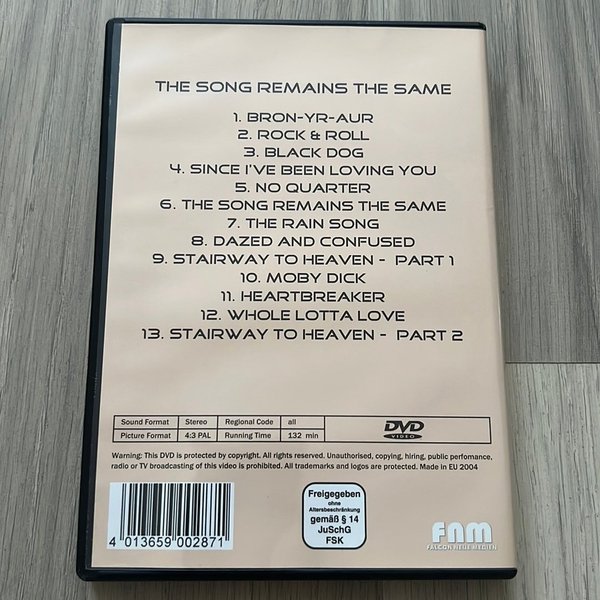 THE SONG REMAINS THE SAME
1. BRON-YR-AUR
2. ROCK & ROLL
3. BLACK DOG
4. SINCE I'VE BEEN LOVING YOU
5. NO QUARTER
6. THE SONG REMAINS THE SAME
7. THE RAIN SONG
8. DAZED AND CONFUSED
9. STAIRWAY TO HEAVEN - PART 1
10. MOBY DICK
11. HEARTBREAKER
12. WHOLE LOTTA LOVE
13. STAIRWAY TO HEAVEN - PART 2
Sound Format Stereo Regional Code all
Picture Format 4:3 PAL Running Time 132 min
DVD
VIDEO
Warning: This DVD is protected by copyright. All rights reserved. Unauthorised, copying, hiring, public perfomance,
radio or TV broadcasting of this video is prohibited. All trademarks and logos are protected. Made in EU 2004
4 013659 002871
Freigegeben
ohne
Altersbeschränkung
gemäß § 14
JuSchG
FSK
FNM
FALCON NEUE MEDIEN